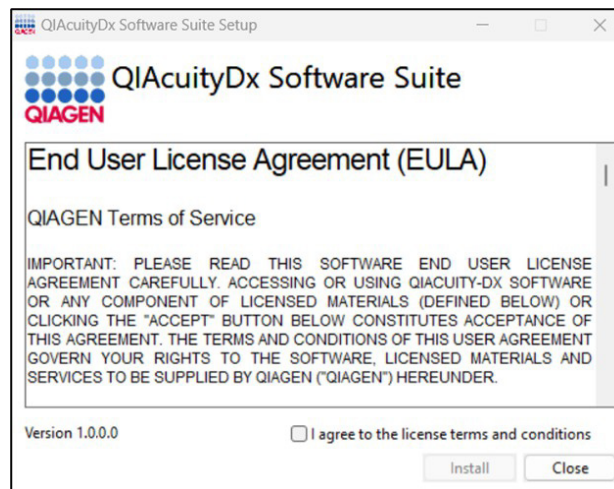 QIAcuityDx Software Suite Setup
QIAcuityDx Software Suite
QIAGEN
End User License Agreement (EULA)
QIAGEN Terms of Service
IMPORTANT: PLEASE READ THIS SOFTWARE END USER LICENSE
AGREEMENT CAREFULLY. ACCESSING OR USING QIACUITY-DX SOFTWARE
OR ANY COMPONENT OF LICENSED MATERIALS (DEFINED BELOW) OR
CLICKING THE "ACCEPT" BUTTON BELOW CONSTITUTES ACCEPTANCE OF
THIS AGREEMENT. THE TERMS AND CONDITIONS OF THIS USER AGREEMENT
GOVERN YOUR RIGHTS TO THE SOFTWARE, LICENSED MATERIALS AND
SERVICES TO BE SUPPLIED BY QIAGEN ("QIAGEN") HEREUNDER.
Version 1.0.0.0
I agree to the license terms and conditions
Install
Close